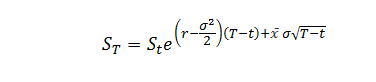 S_T = S_t e^{(r − σ²/2)(T−t) + x̃ σ√(T−t)}